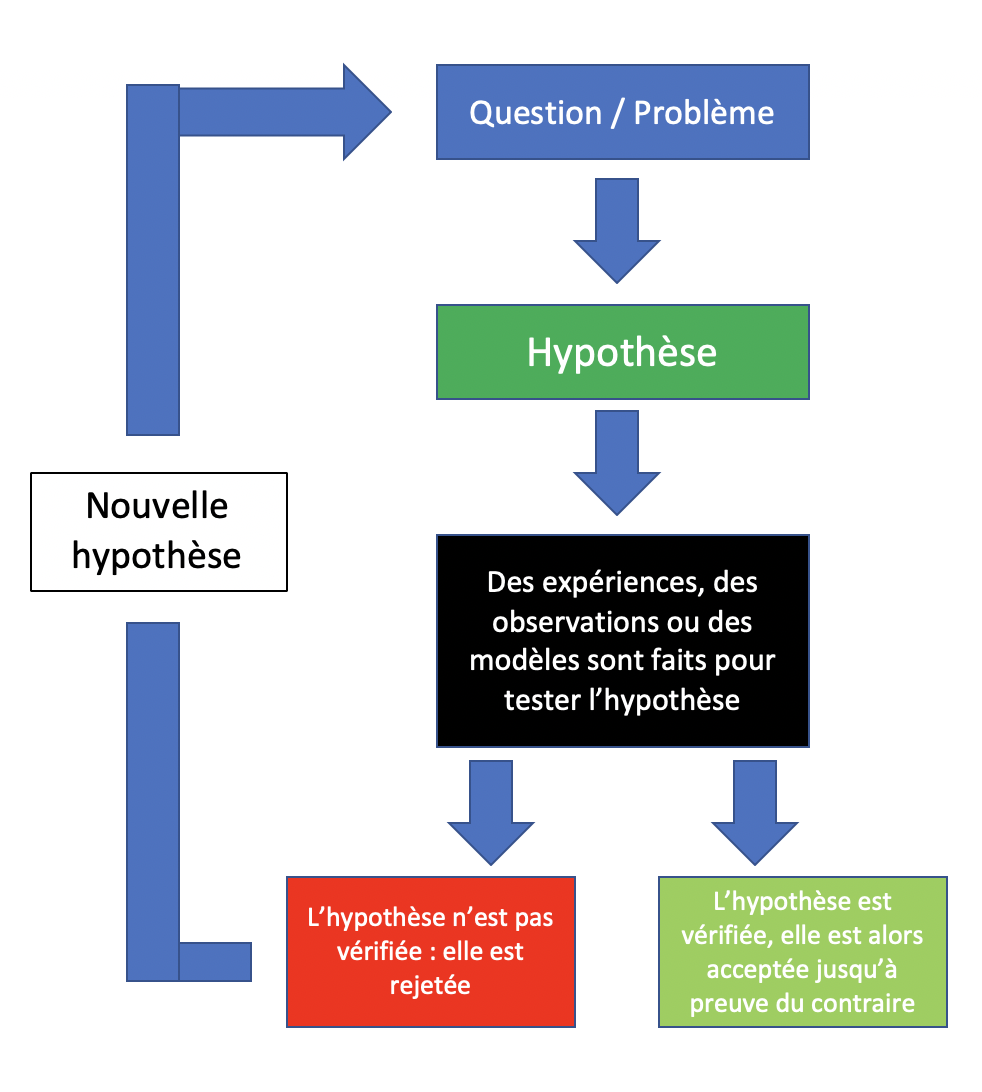 Question / Problème
Hypothèse
Nouvelle
hypothèse
Des expériences, des
observations ou des
modèles sont faits pour
tester l’hypothèse
L’hypothèse n’est pas
vérifiée : elle est
rejetée
L’hypothèse est
vérifiée, elle est alors
acceptée jusqu’à
preuve du contraire